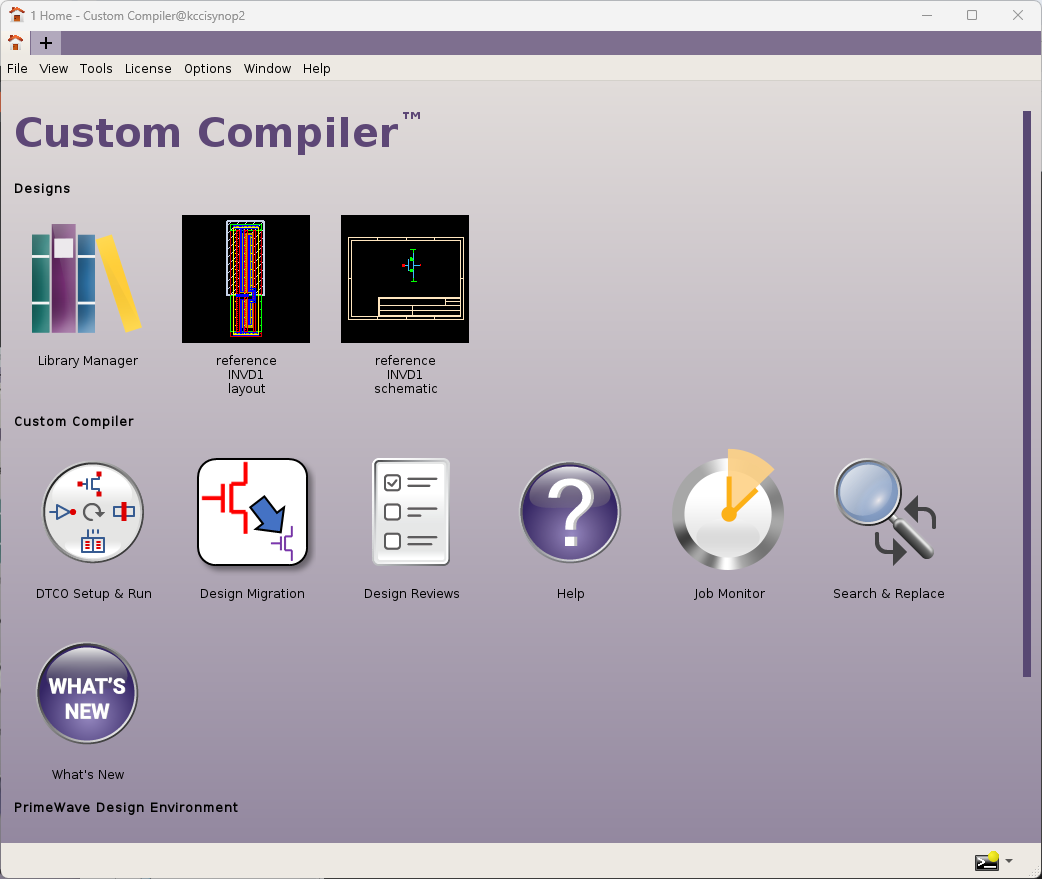 1 Home - Custom Compiler@kccisynop2
File View Tools License Options Window Help
Custom Compiler™
Designs
Library Manager
reference
INVD1
layout
reference
INVD1
schematic
Custom Compiler
DTCO Setup & Run
Design Migration
Design Reviews
?
Help
Job Monitor
Search & Replace
WHAT'S
NEW
What's New
PrimeWave Design Environment